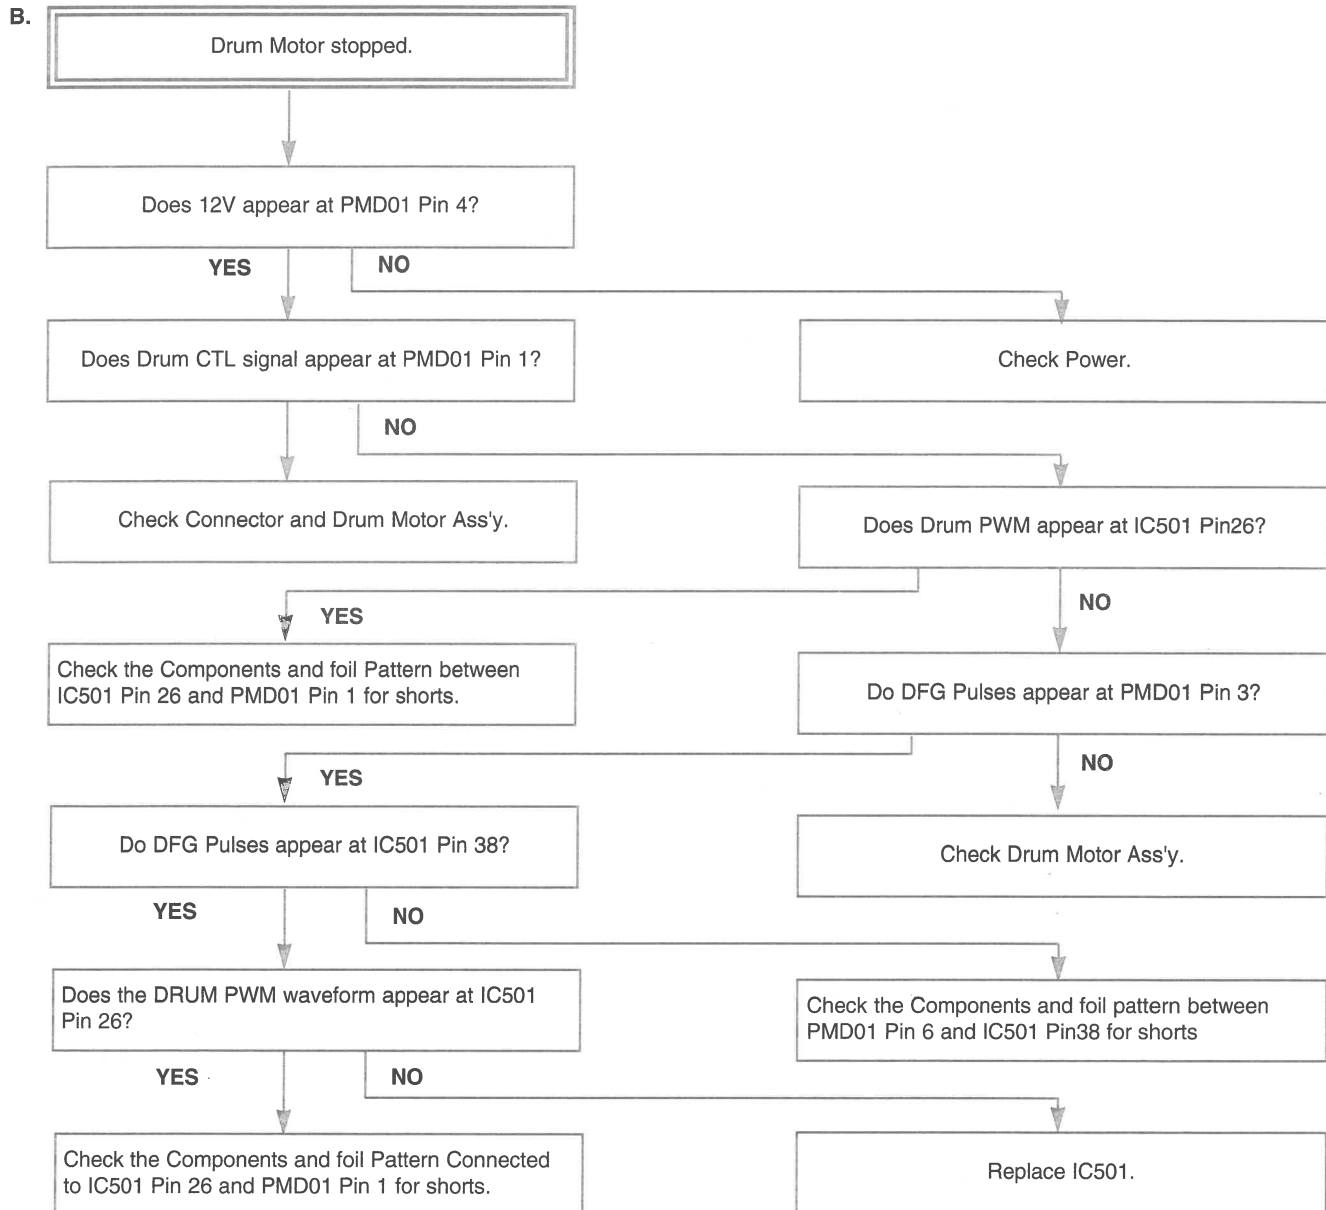 B.
Drum Motor stopped.
Does 12V appear at PMD01 Pin 4?
YES
NO
Does Drum CTL signal appear at PMD01 Pin 1?
Check Power.
NO
Check Connector and Drum Motor Ass'y.
Does Drum PWM appear at IC501 Pin26?
YES
NO
Check the Components and foil Pattern between
IC501 Pin 26 and PMD01 Pin 1 for shorts.
Do DFG Pulses appear at PMD01 Pin 3?
YES
NO
Do DFG Pulses appear at IC501 Pin 38?
Check Drum Motor Ass'y.
YES
NO
Does the DRUM PWM waveform appear at IC501
Pin 26?
Check the Components and foil pattern between
PMD01 Pin 6 and IC501 Pin38 for shorts
YES
NO
Check the Components and foil Pattern Connected
to IC501 Pin 26 and PMD01 Pin 1 for shorts.
Replace IC501.